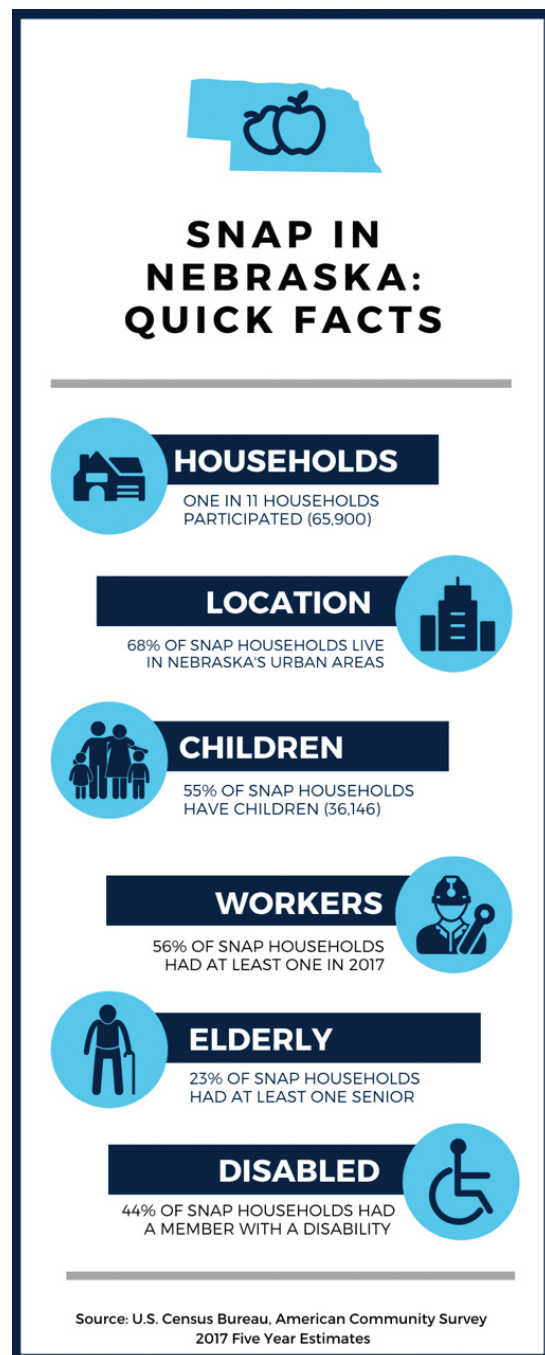 SNAP IN
NEBRASKA:
QUICK FACTS
HOUSEHOLDS
ONE IN 11 HOUSEHOLDS
PARTICIPATED (65,900)
LOCATION
68% OF SNAP HOUSEHOLDS LIVE
IN NEBRASKA'S URBAN AREAS
CHILDREN
55% OF SNAP HOUSEHOLDS
HAVE CHILDREN (36,146)
WORKERS
56% OF SNAP HOUSEHOLDS
HAD AT LEAST ONE IN 2017
ELDERLY
23% OF SNAP HOUSEHOLDS
HAD AT LEAST ONE SENIOR
DISABLED
44% OF SNAP HOUSEHOLDS HAD
A MEMBER WITH A DISABILITY
Source: U.S. Census Bureau, American Community Survey
2017 Five Year Estimates